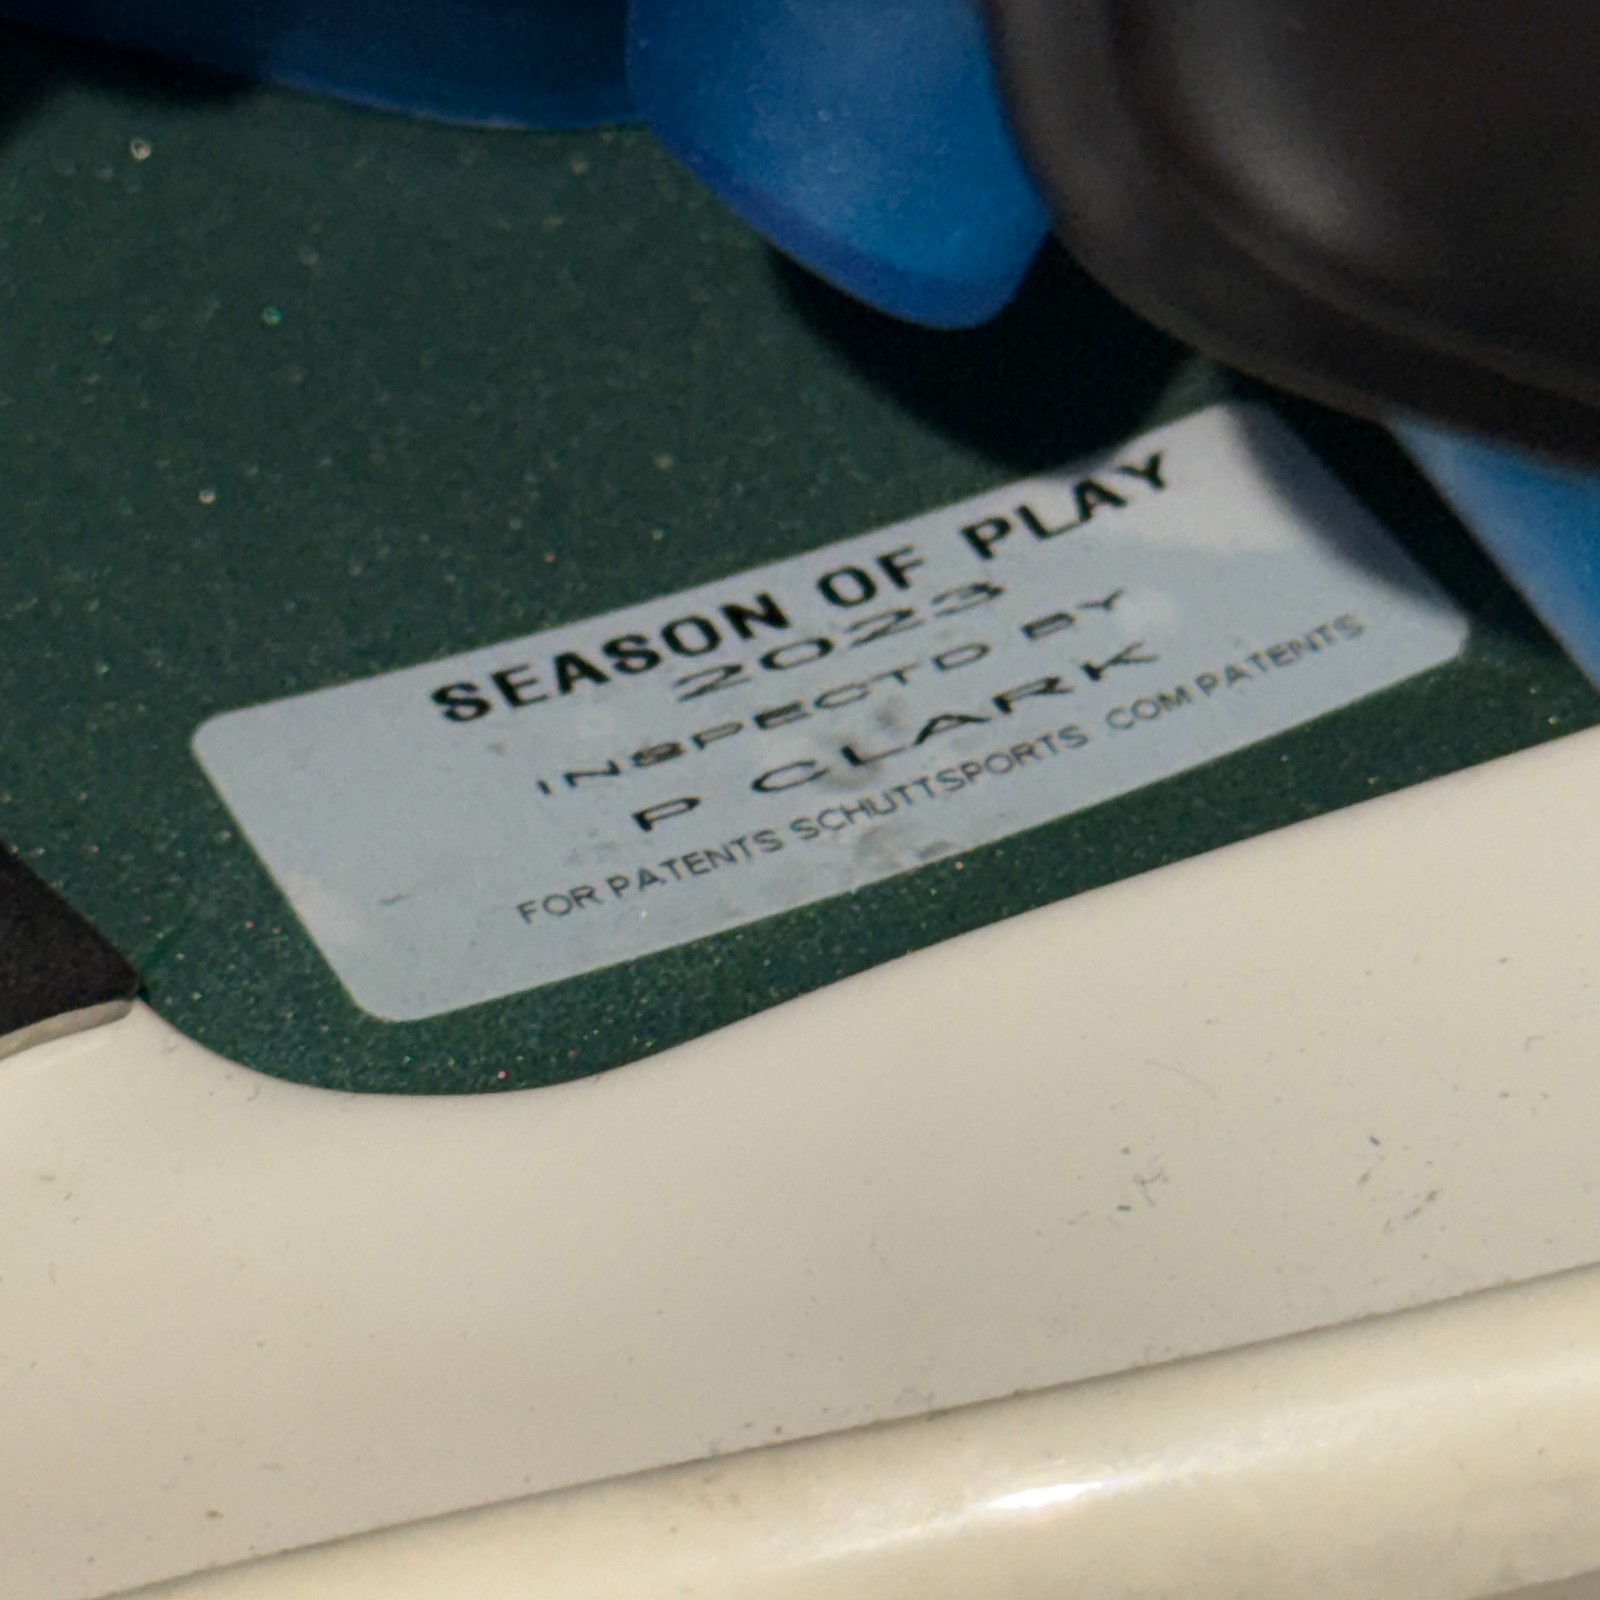 SEASON OF PLAY
2023
INSPECTD BY
P CLARK
FOR PATENTS SCHUTTSPORTS COM PATENTS